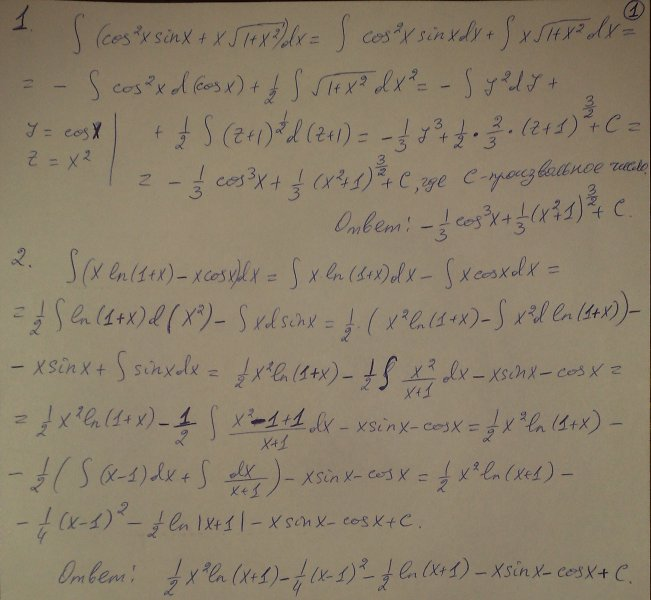 1
1. ∫ (cos²x sinx + x√(1+x²))dx = ∫ cos²x sinx dx + ∫ x√(1+x²) dx =
= - ∫ cos²x d(cosx) + 1/2 ∫ √(1+x²) dx² = - ∫ y²dy +
y = cosx | + 1/2 ∫ (z+1)^(1/2) d(z+1) = - 1/3 y³ + 1/2 · 2/3 · (z+1)^(3/2) + C =
z = x² | = - 1/3 cos³x + 1/3 (x²+1)^(3/2) + C, где C - произвальное число.
Ответ: - 1/3 cos³x + 1/3 (x²+1)^(3/2) + C.
2. ∫(x ln(1+x) - x cosx)dx = ∫ x ln(1+x)dx - ∫ x cosx dx =
= 1/2 ∫ ln(1+x) d(x²) - ∫ x d sinx = 1/2 · (x² ln(1+x) - ∫ x² d ln(1+x)) -
- x sinx + ∫ sinx dx = 1/2 x² ln(1+x) - 1/2 ∫ x²/(x+1) dx - x sinx - cosx =
= 1/2 x² ln(1+x) - 1/2 ∫ (x²-1+1)/(x+1) dx - x sinx - cosx = 1/2 x² ln(1+x) -
- 1/2 ( ∫ (x-1)dx + ∫ dx/(x+1) ) - x sinx - cosx = 1/2 x² ln(x+1) -
- 1/4 (x-1)² - 1/2 ln|x+1| - x sinx - cosx + C.
Ответ: 1/2 x² ln(x+1) - 1/4 (x-1)² - 1/2 ln(x+1) - x sinx - cosx + C.